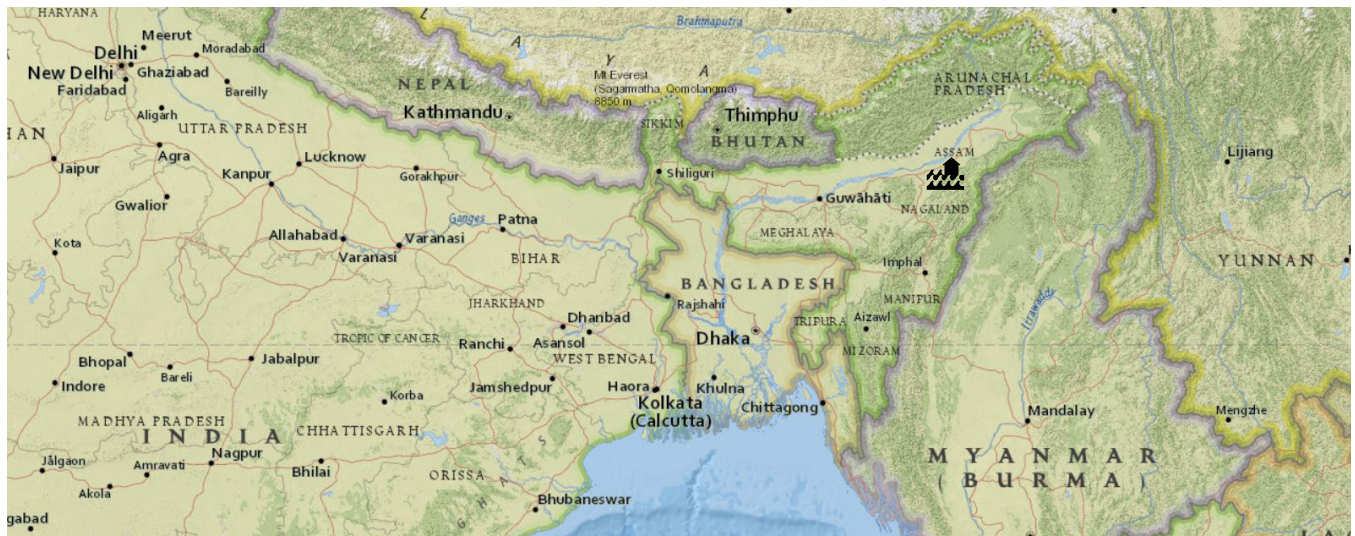 HARYANA
Meerut
Delhi
Moradabad
New Delhi
Ghaziabad
Faridabad
Bareilly
Aligarh
UTTAR PRADESH
HAN
Jaipur
Agra
Lucknow
Kanpur
Gorakhpur
Gwalior
Kota
Allahabad
Varanasi
Varanasi
Ganges
Patna
BIHAR
NEPAL
Kathmandu
L
A
Y
A
Mt Everest
(Sagarmatha, Qomolangma)
8850 m
Brahmaputra
SIKKIM
Thimphu
BHUTAN
Siliguri
ARUNACHAL
PRADESH
ASSAM
Guwāhāti
NAGALAND
MEGHALAYA
Imphal
MANIFUR
BANGLADESH
Rajshahi
TRIPURA
Aizawl
MIZORAM
Dhaka
Khulna
Chittagong
JHARKHAND
Dhanbad
TROPIC OF CANCER
Ranchi
Asansol
WEST BENGAL
Jamshedpur
Haora
Kolkata
(Calcutta)
Bhopal
Jabalpur
Bareli
Indore
Korba
MADHYA PRADESH
INDIA
CHHATTISGARH
Jālgaon
Amravati
Nagpur
Bhilai
Akola
ORISSA
GHATS
Bhubaneswar
gabad
Irrawaddy
Mandalay
MYANMAR
(BURMA)
Lijiang
YUNNAN
Mengzhe